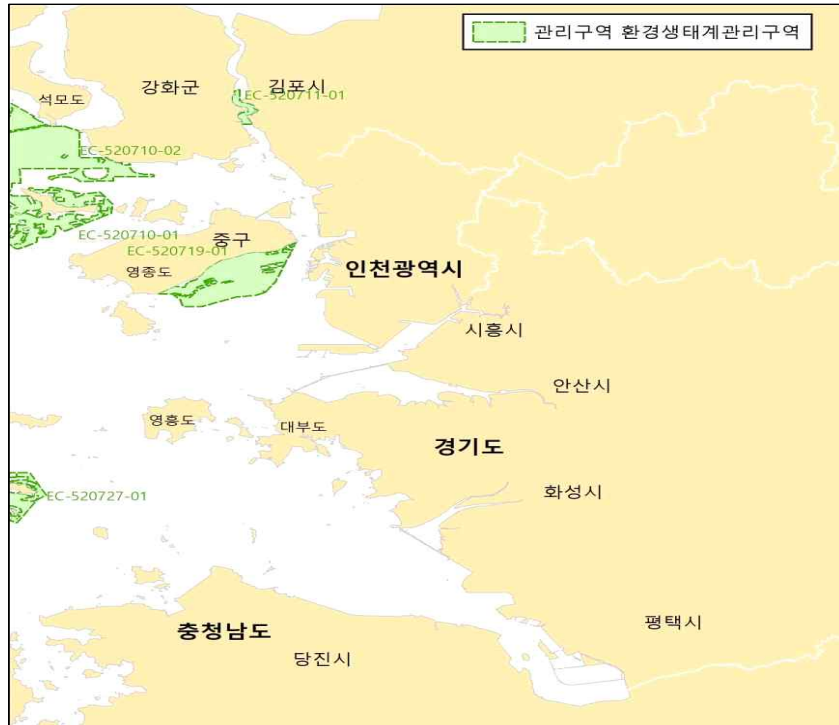 관리구역 환경생태계관리구역
강화군
김포시
석모도
EC-520711-01
EC-520710-02
EC-520710-01
중구
EC-520719-01
영종도
인천광역시
시흥시
안산시
영흥도
대부도
경기도
EC-520727-01
화성시
평택시
충청남도
당진시